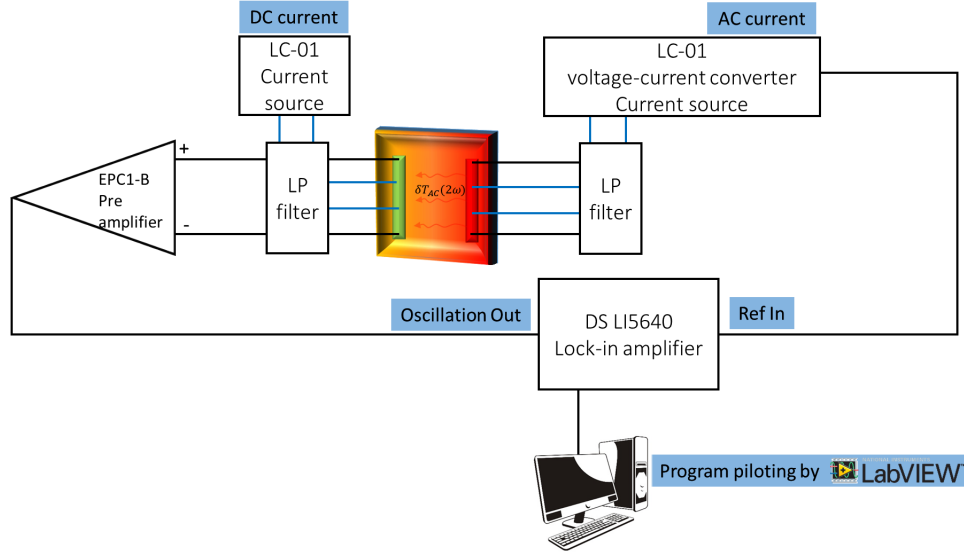 DC current
AC current
LC-01
Current
source
LC-01
voltage-current converter
Current source
+
EPC1-B
Pre
amplifier
-
LP
filter
δT_AC(2ω)
LP
filter
Oscillation Out
DS LI5640
Lock-in amplifier
Ref In
Program piloting by
LabVIEW